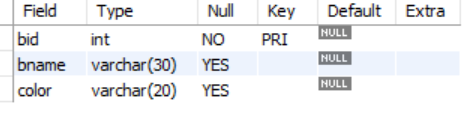 Field Type Null Key Default Extra
bid int NO PRI NULL
bname varchar(30) YES NULL
color varchar(20) YES NULL